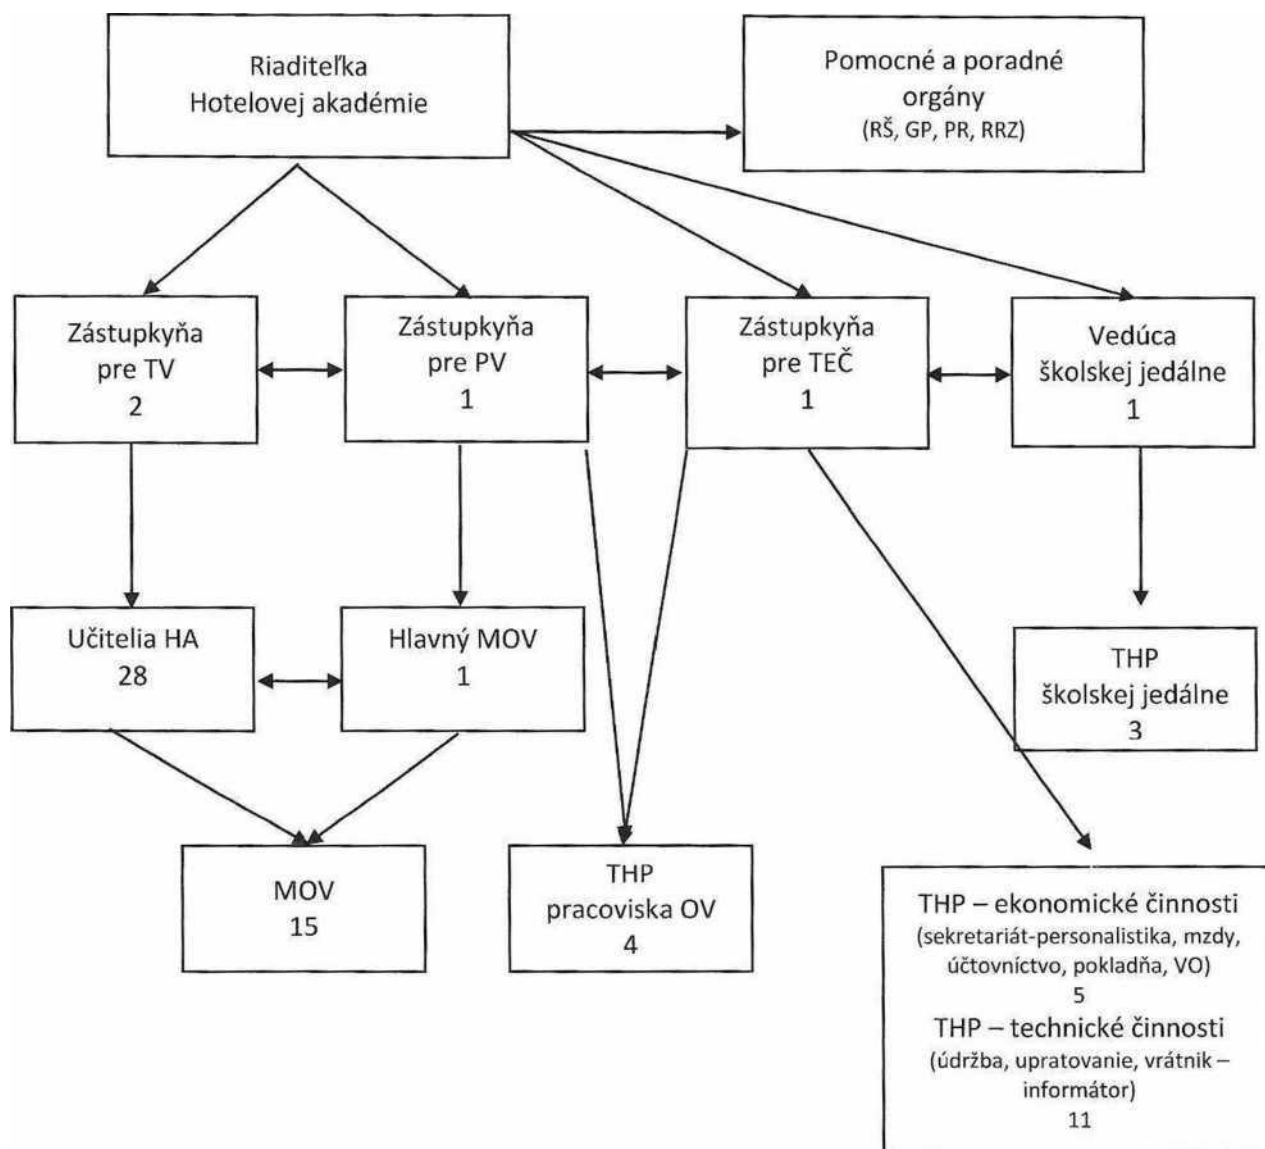 Riaditeľka
Hotelovej akadémie
Pomocné a poradné
orgány
(RŠ, GP, PR, RRZ)
Zástupkyňa
pre TV
2
Zástupkyňa
pre PV
1
Zástupkyňa
pre TEČ
1
Vedúca
školskej jedálne
1
Učitelia HA
28
Hlavný MOV
1
THP
školskej jedálne
3
MOV
15
THP
pracoviska OV
4
THP – ekonomické činnosti
(sekretariát-personalistika, mzdy,
účtovníctvo, pokladňa, VO)
5
THP – technické činnosti
(údržba, upratovanie, vrátnik –
informátor)
11